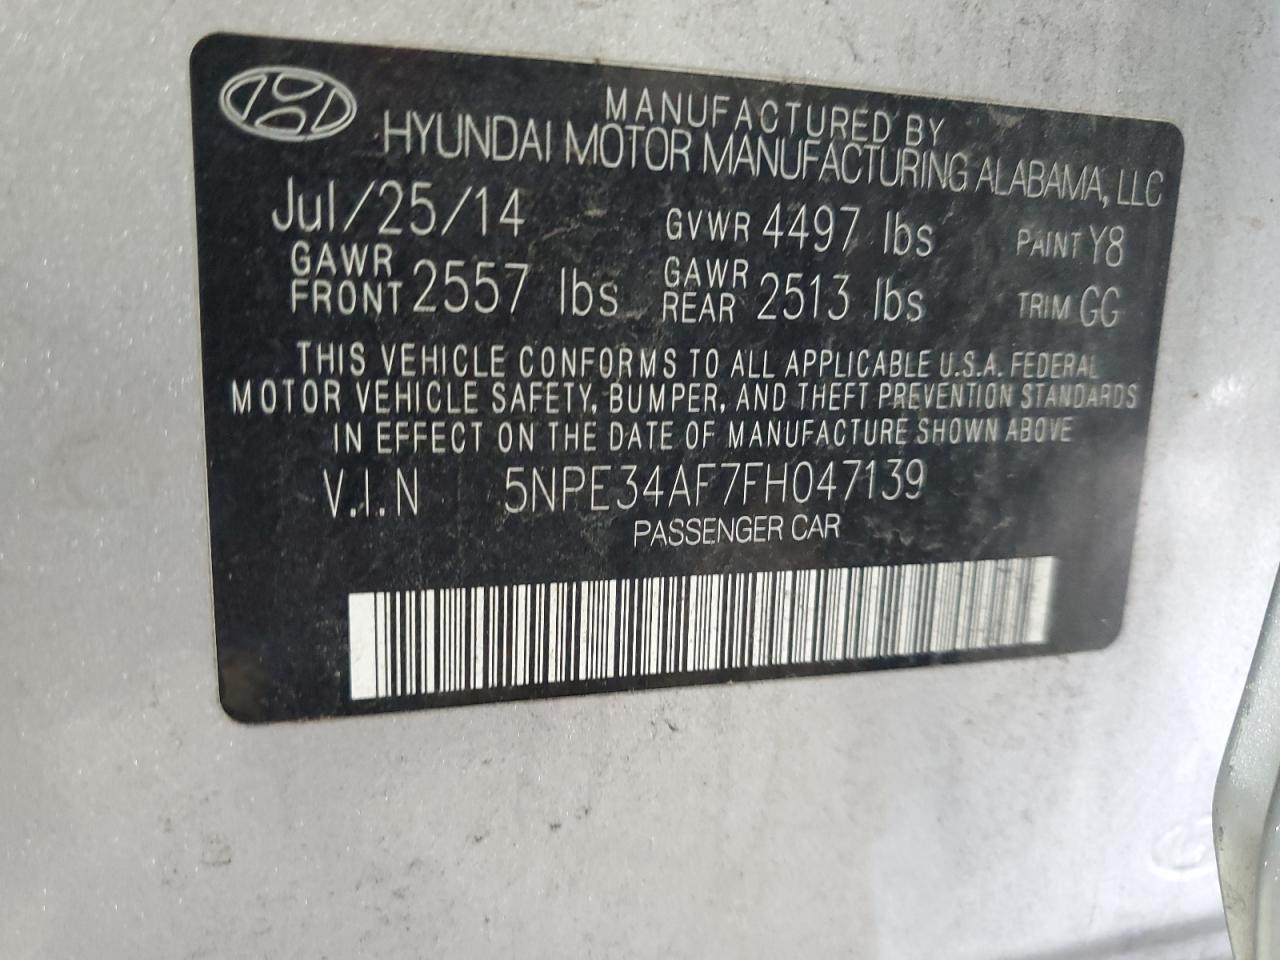 MANUFACTURED BY
HYUNDAI MOTOR MANUFACTURING ALABAMA, LLC
Jul/25/14 GVWR 4497 lbs PAINT Y8
GAWR FRONT 2557 lbs GAWR REAR 2513 lbs TRIM GG
THIS VEHICLE CONFORMS TO ALL APPLICABLE U.S.A. FEDERAL
MOTOR VEHICLE SAFETY, BUMPER, AND THEFT PREVENTION STANDARDS
IN EFFECT ON THE DATE OF MANUFACTURE SHOWN ABOVE
V.I.N 5NPE34AF7FH047139
PASSENGER CAR